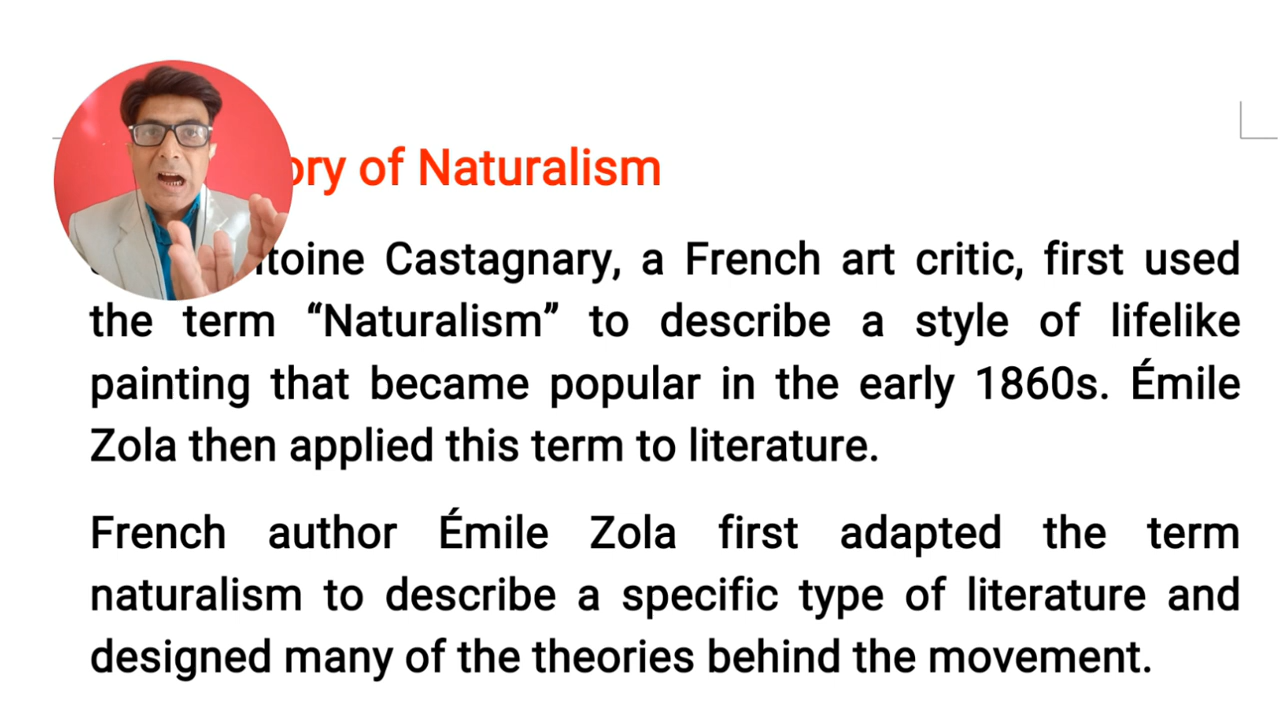 of Naturalism
Castagnary, a French art critic, first used
the term “Naturalism” to describe a style of lifelike
painting that became popular in the early 1860s. Émile
Zola then applied this term to literature.
French author Émile Zola first adapted the term
naturalism to describe a specific type of literature and
designed many of the theories behind the movement.